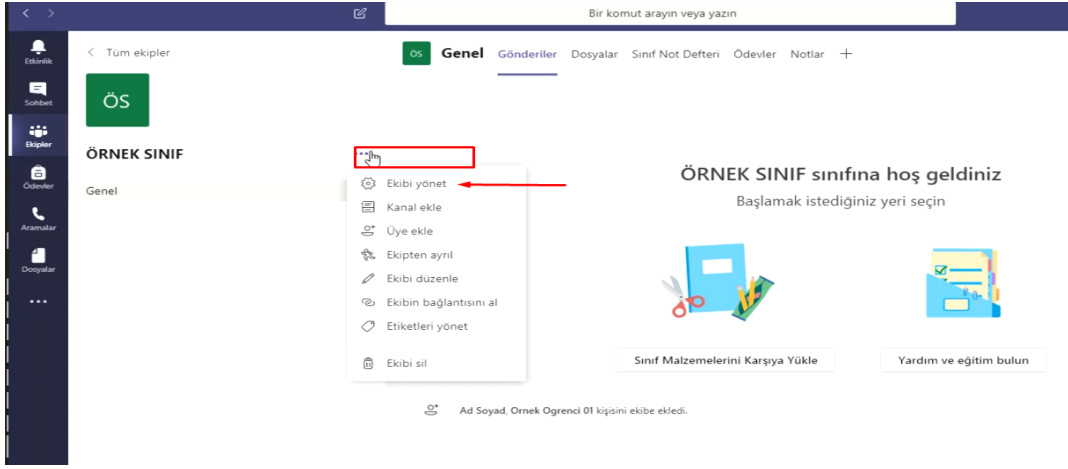 Bir komut arayın veya yazın
Etkinlik
Sohbet
Ekipler
Ödevler
Aramalar
Dosyalar
Tüm ekipler
ÖS
ÖRNEK SINIF
Genel
ÖS Genel Gönderiler Dosyalar Sınıf Not Defteri Ödevler Notlar
Ekibi yönet
Kanal ekle
Üye ekle
Ekipten ayrıl
Ekibi düzenle
Ekibin bağlantısını al
Etiketleri yönet
Ekibi sil
ÖRNEK SINIF sınıfına hoş geldiniz
Başlamak istediğiniz yeri seçin
Sınıf Malzemelerini Karşıya Yükle
Yardım ve eğitim bulun
Ad Soyad, Ornek Ogrenci 01 kişisini ekibe ekledi.